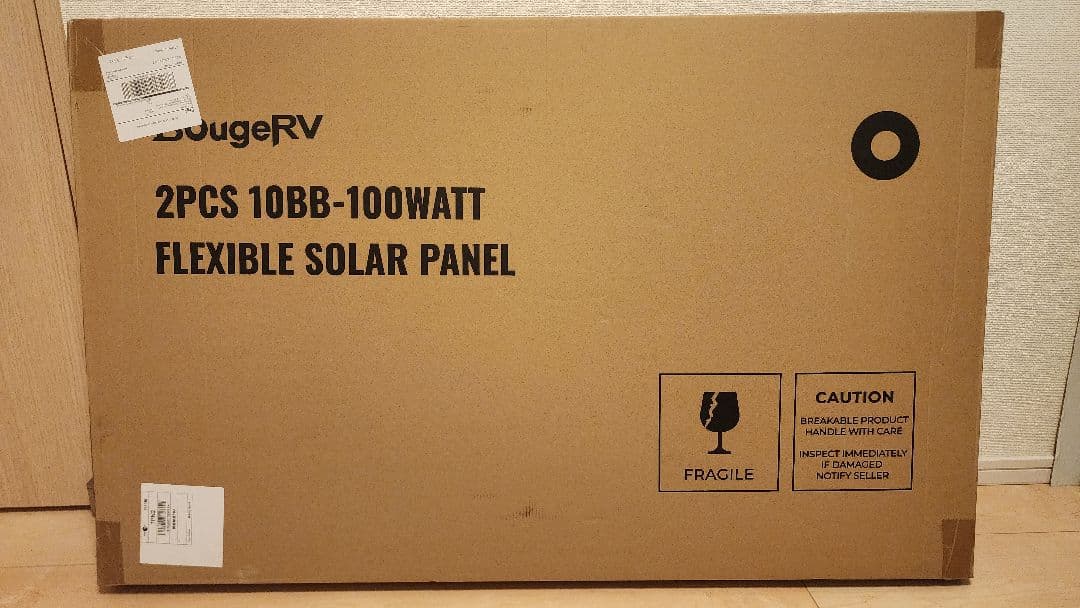 BougeRV
2PCS 10BB-100WATT
FLEXIBLE SOLAR PANEL
FRAGILE
CAUTION
BREAKABLE PRODUCT
HANDLE WITH CARE
INSPECT IMMEDIATELY
IF DAMAGED
NOTIFY SELLER